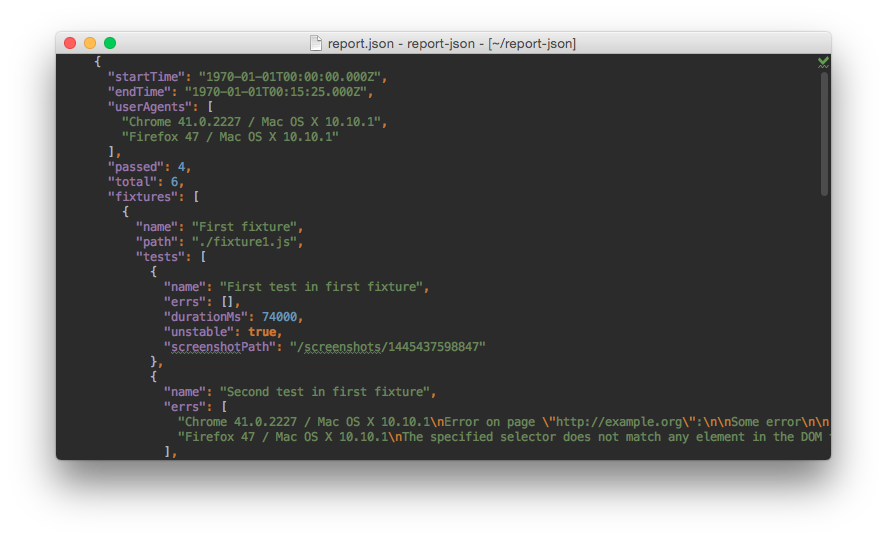 report.json - report-json - [~/report-json]
{
"startTime": "1970-01-01T00:00:00.000Z",
"endTime": "1970-01-01T00:15:25.000Z",
"userAgents": [
"Chrome 41.0.2227 / Mac OS X 10.10.1",
"Firefox 47 / Mac OS X 10.10.1"
],
"passed": 4,
"total": 6,
"fixtures": [
{
"name": "First fixture",
"path": "./fixture1.js",
"tests": [
{
"name": "First test in first fixture",
"errs": [],
"durationMs": 74000,
"unstable": true,
"screenshotPath": "/screenshots/1445437598847"
},
{
"name": "Second test in first fixture",
"errs": [
"Chrome 41.0.2227 / Mac OS X 10.10.1\nError on page \"http://example.org\":\n\nSome error\n\n
"Firefox 47 / Mac OS X 10.10.1\nThe specified selector does not match any element in the DOM
],